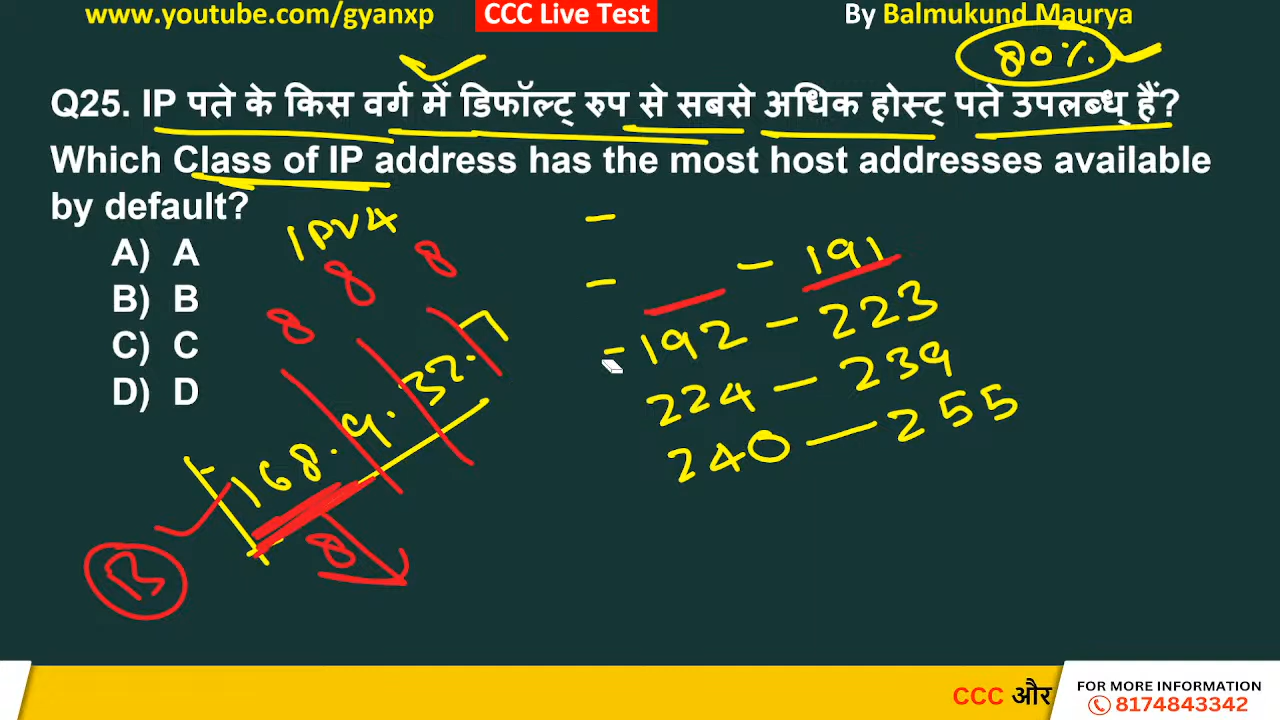 www.youtube.com/gyanxp CCC Live Test By Balmukund Maurya
80%
Q25. IP पते के किस वर्ग में डिफॉल्ट् रुप से सबसे अधिक होस्ट् पते उपलब्ध् हैं?
Which Class of IP address has the most host addresses available
by default?
A) A
B) B
C) C
D) D
IPV4
8 8 8
168.9.32.7
8
B
- 191
192 - 223
224 - 239
240 - 255
CCC और
FOR MORE INFORMATION
8174843342